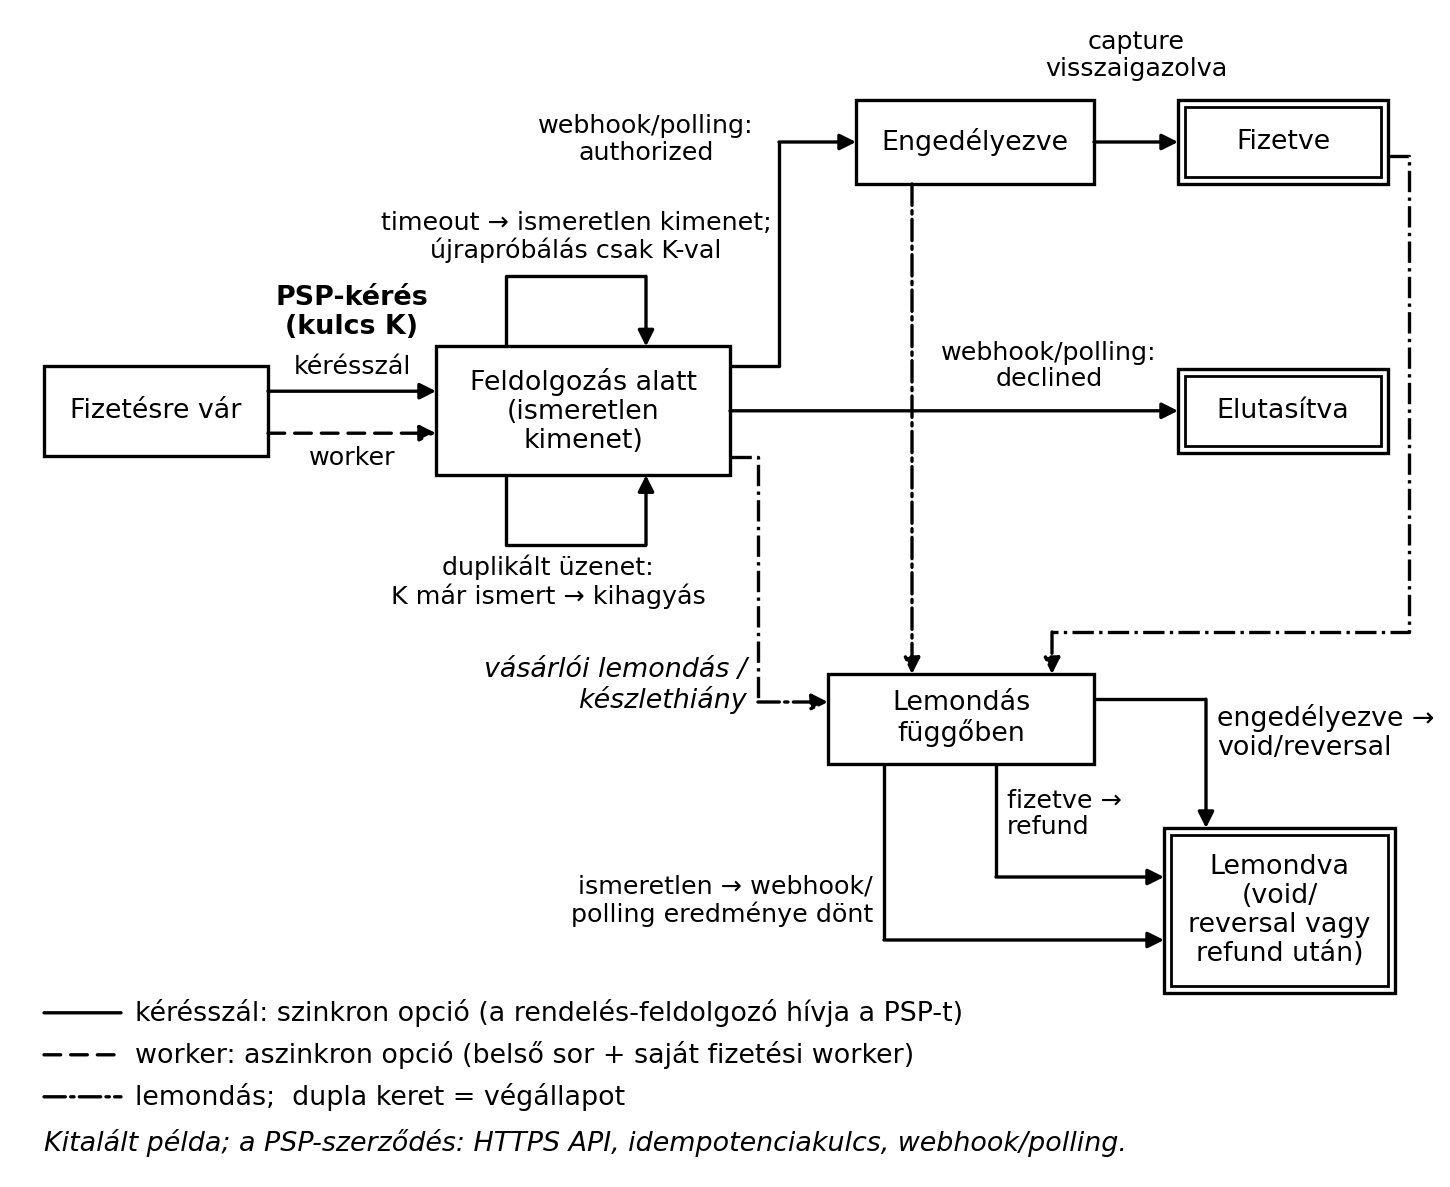 capture
visszaigazolva
webhook/polling:
authorized
Engedélyezve
Fizetve
timeout → ismeretlen kimenet;
újrapróbálás csak K-val
PSP-kérés
(kulcs K)
kérésszál
Fizetésre vár
worker
Feldolgozás alatt
(ismeretlen
kimenet)
webhook/polling:
declined
Elutasítva
duplikált üzenet:
K már ismert → kihagyás
vásárlói lemondás /
készlethiány
Lemondás
függőben
engedélyezve →
void/reversal
fizetve →
refund
ismeretlen → webhook/
polling eredménye dönt
Lemondva
(void/
reversal vagy
refund után)
kérésszál: szinkron opció (a rendelés-feldolgozó hívja a PSP-t)
worker: aszinkron opció (belső sor + saját fizetési worker)
lemondás;  dupla keret = végállapot
Kitalált példa; a PSP-szerződés: HTTPS API, idempotenciakulcs, webhook/polling.